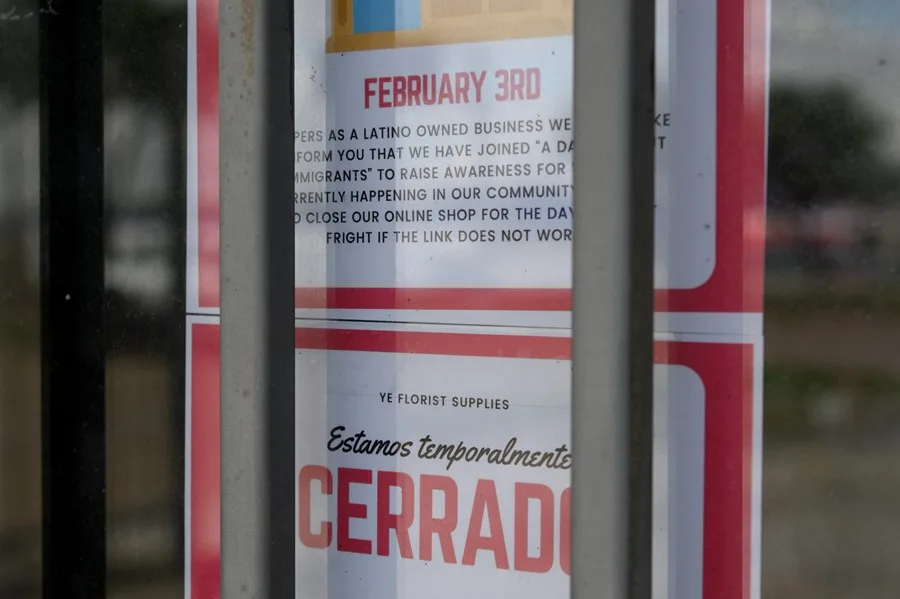 FEBRUARY 3RD
PERS AS A LATINO OWNED BUSINESS WE KE
FORM YOU THAT WE HAVE JOINED "A DA T
MMIGRANTS" TO RAISE AWARENESS FOR
RRENTLY HAPPENING IN OUR COMMUNITY
O CLOSE OUR ONLINE SHOP FOR THE DAY
FRIGHT IF THE LINK DOES NOT WOR
YE FLORIST SUPPLIES
Estamos temporalmente
CERRADO